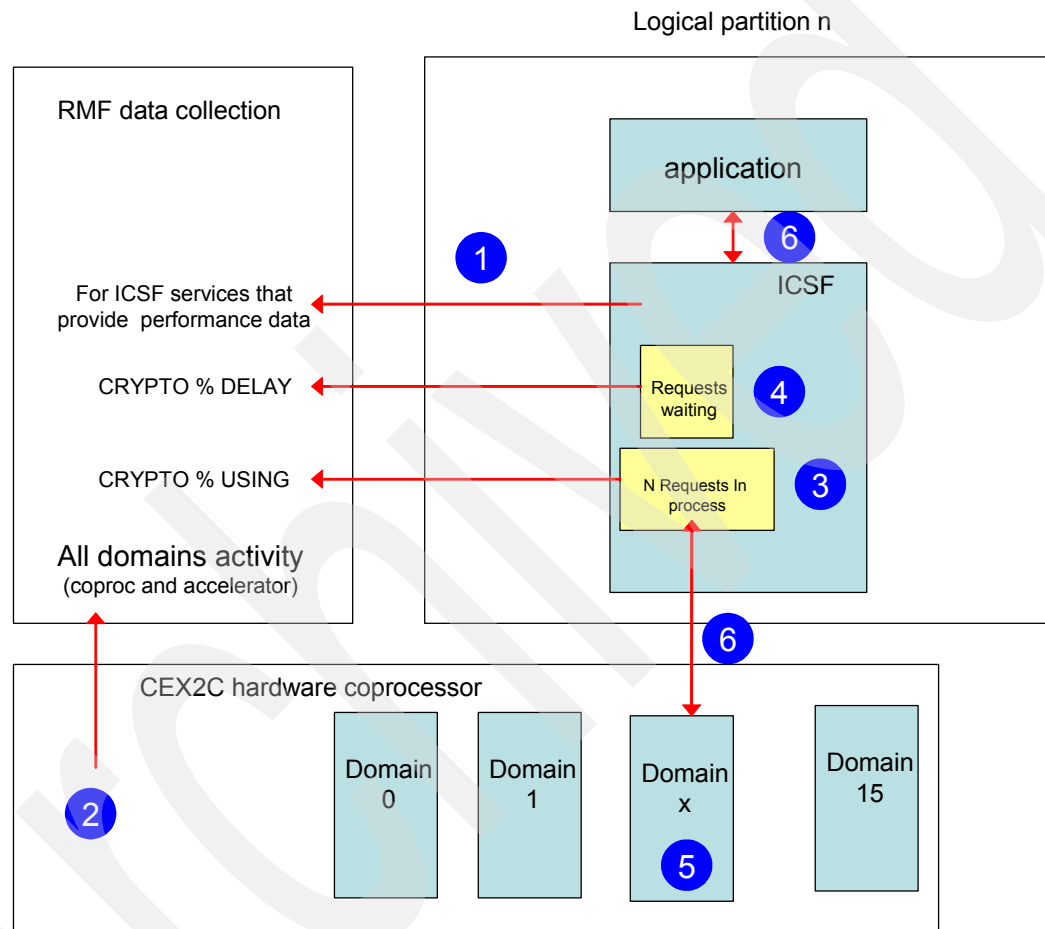 Logical partition n
RMF data collection
application
6
1
ICSF
For ICSF services that
provide performance data
CRYPTO % DELAY
Requests
waiting
4
CRYPTO % USING
N Requests In
process
3
All domains activity
(coproc and accelerator)
6
CEX2C hardware coprocessor
Domain
0
Domain
1
Domain
x
Domain
15
2
5
Archived